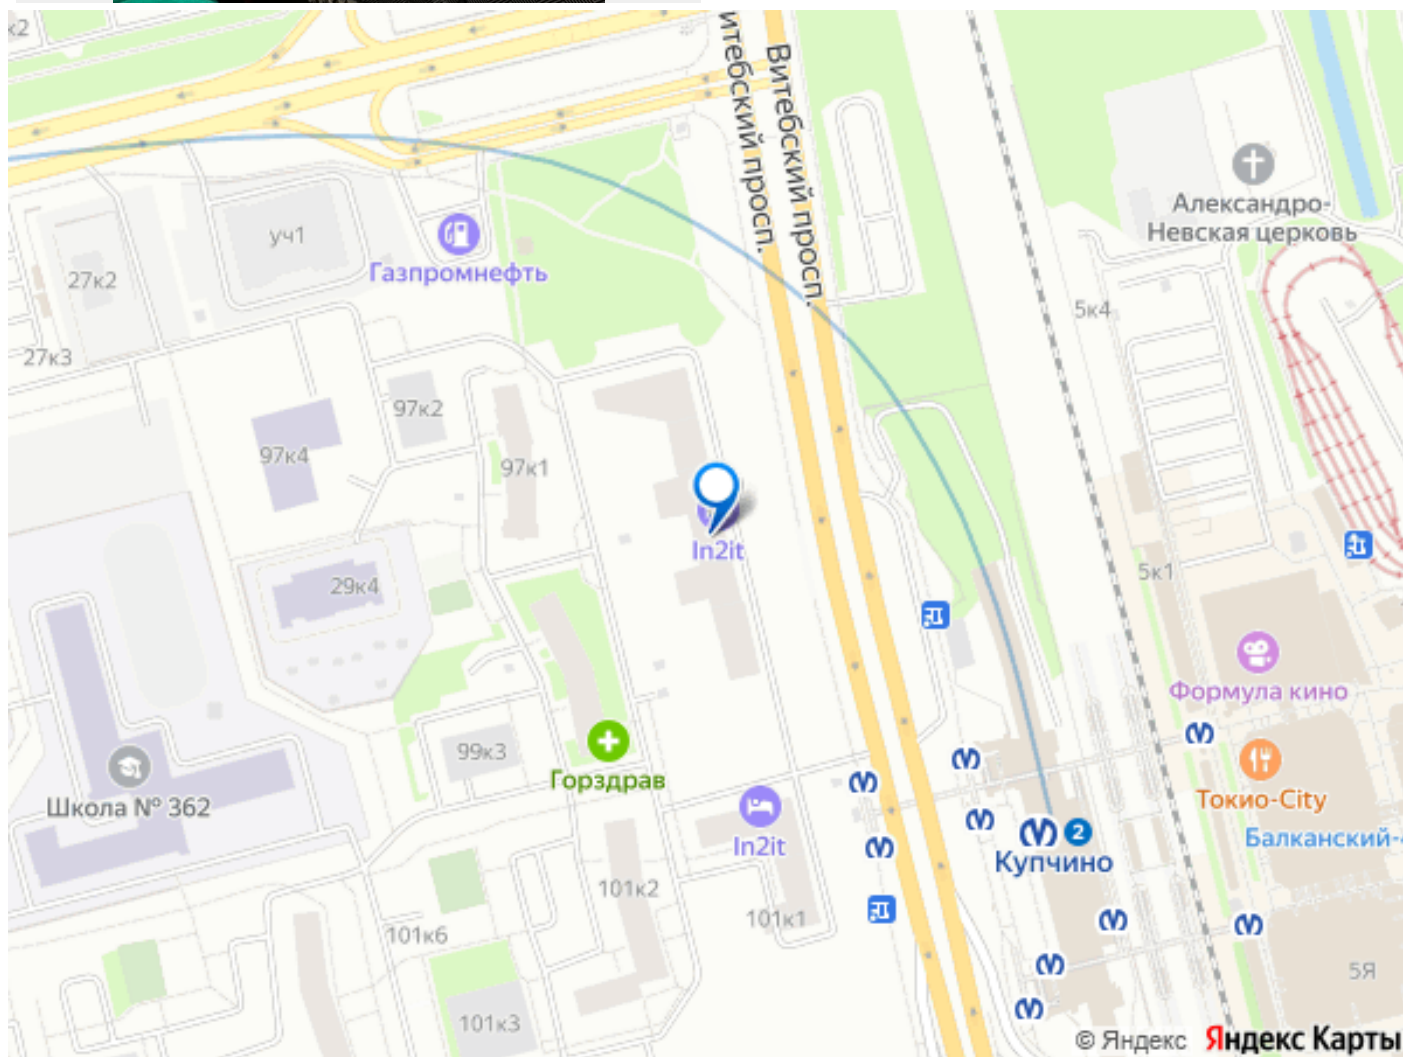 к2
Витебский просп.
итебский просп.
Александро-
Невская церковь
уч1
Газпромнефть
27к2
5к4
27к3
97к2
97к4
97к1
In2it
5к1
29к4
Формула кино
99к3
Горздрав
Школа № 362
In2it
Токио-City
2
Купчино
Балканский-
101к2
101к1
101к6
5Я
101к3
© Яндекс Яндекс Карты